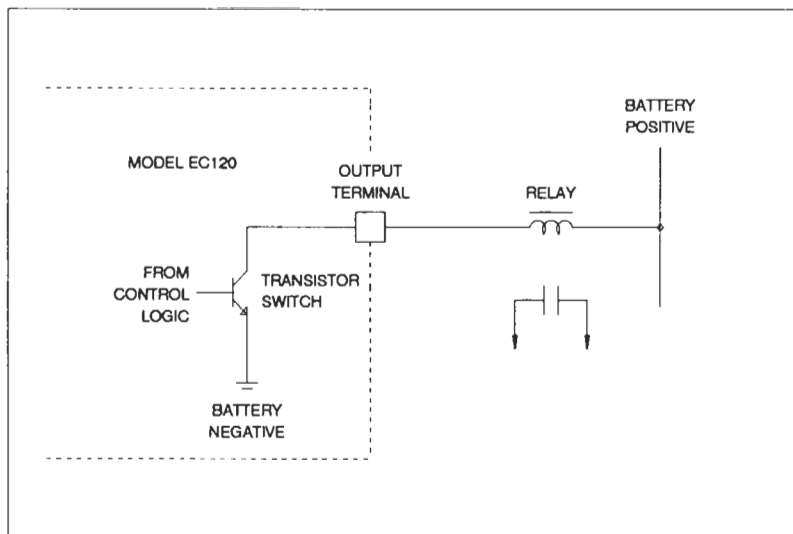 BATTERY
POSITIVE
MODEL EC120
OUTPUT
TERMINAL
RELAY
FROM
CONTROL
LOGIC
TRANSISTOR
SWITCH
BATTERY
NEGATIVE